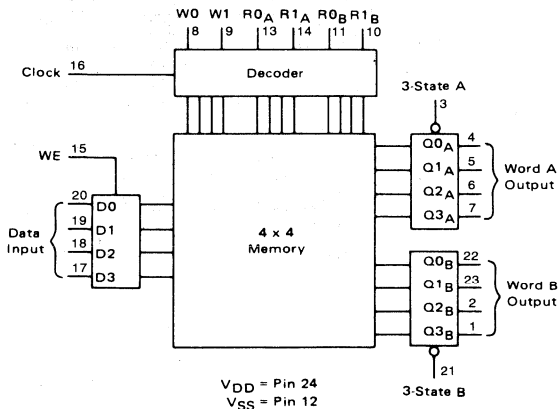 W0 W1 R0A R1A R0B R1B
8 9 13 14 11 10
Clock 16
Decoder
3-State A
3
WE 15
Q0A 4
Q1A 5
Q2A 6
Q3A 7
Word A
Output
Data
Input
20 D0
19 D1
18 D2
17 D3
4 x 4
Memory
Q0B 22
Q1B 23
Q2B 2
Q3B 1
Word B
Output
21
3-State B
VDD = Pin 24
VSS = Pin 12